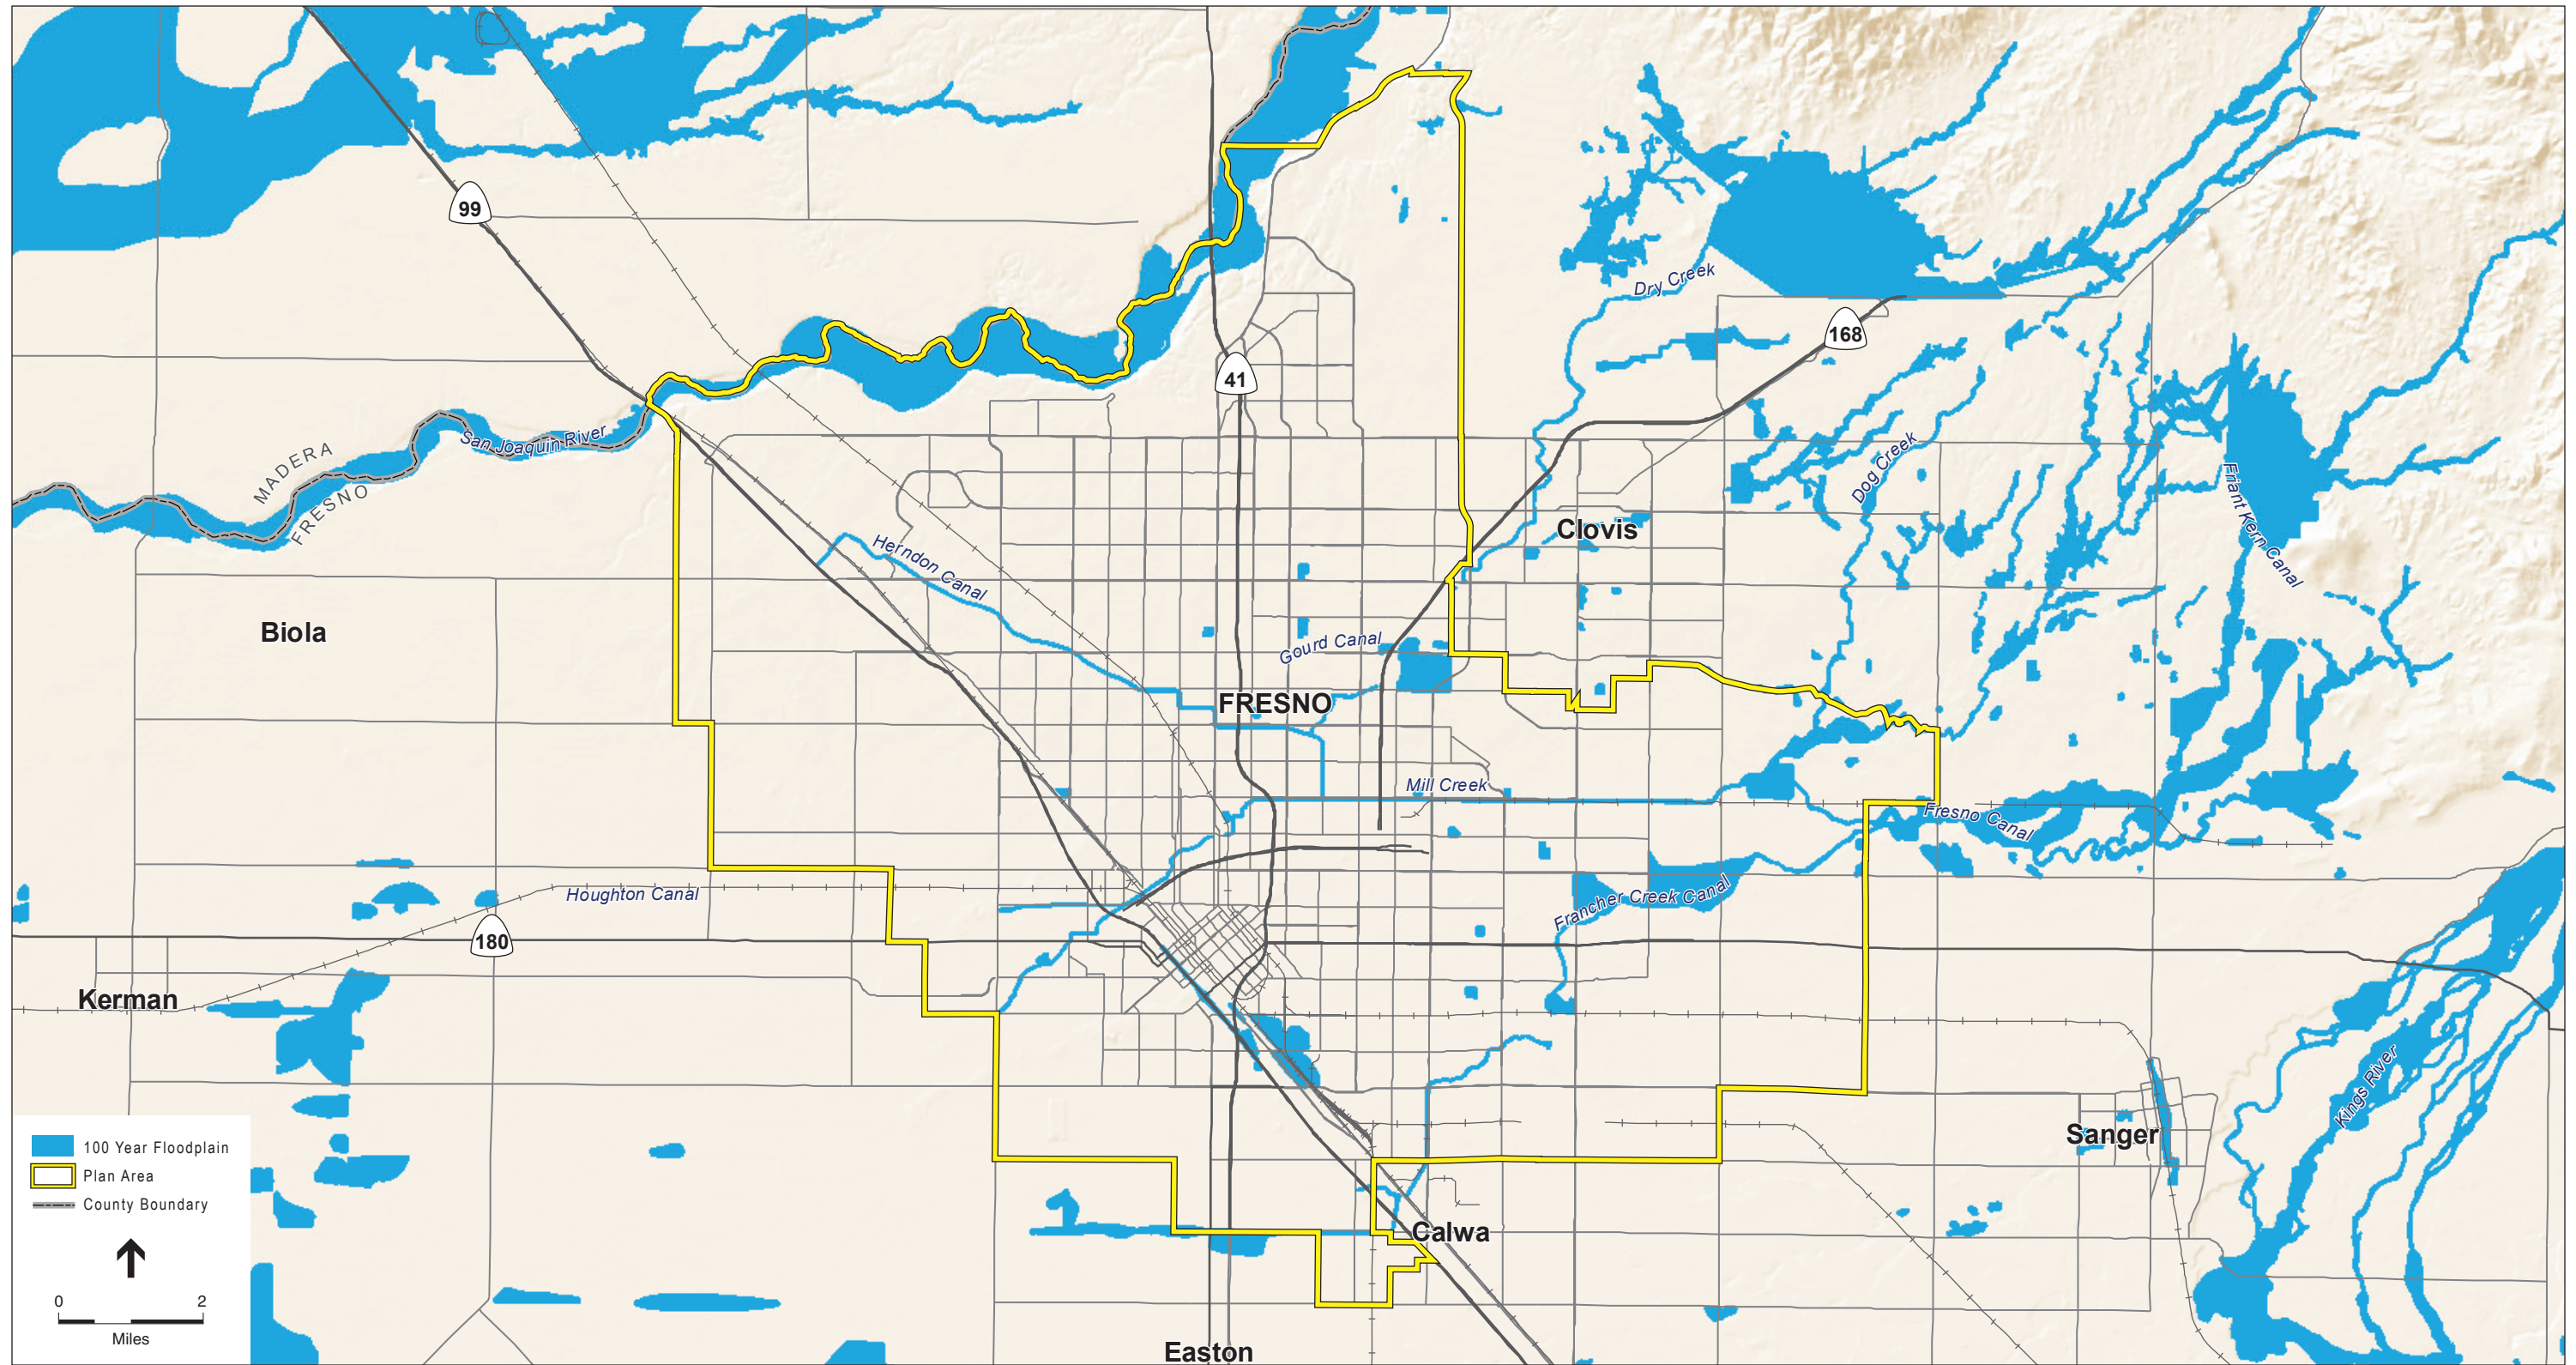 99
Dry Creek
168
41
San Joaquin River
MADERA
FRESNO
Dog Creek
Friant Kern Canal
Clovis
Herndon Canal
Biola
Gourd Canal
FRESNO
Mill Creek
Fresno Canal
Houghton Canal
Francher Creek Canal
180
Kerman
Kings River
Sanger
Calwa
Easton
100 Year Floodplain
Plan Area
County Boundary
0 2
Miles